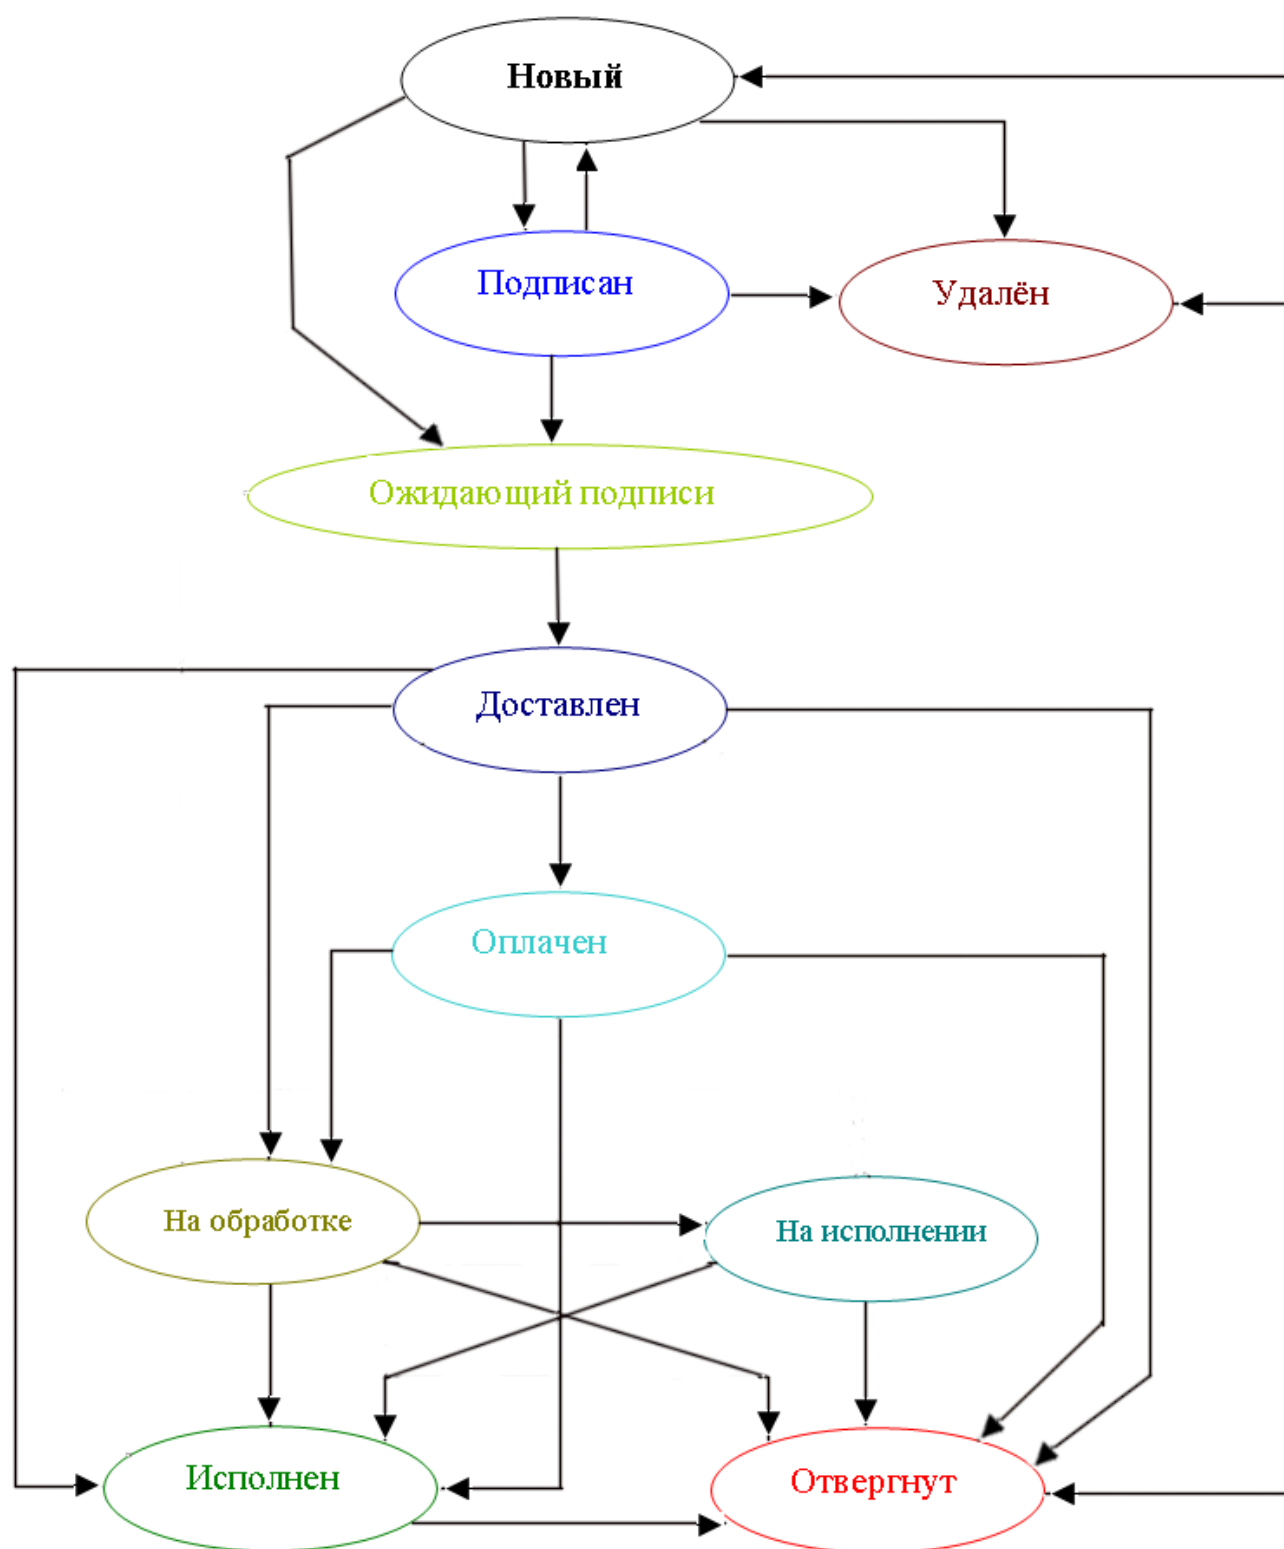 Новый
Подписан
Удалён
Ожидающий подписи
Доставлен
Оплачен
На обработке
На исполнении
Исполнен
Отвергнут